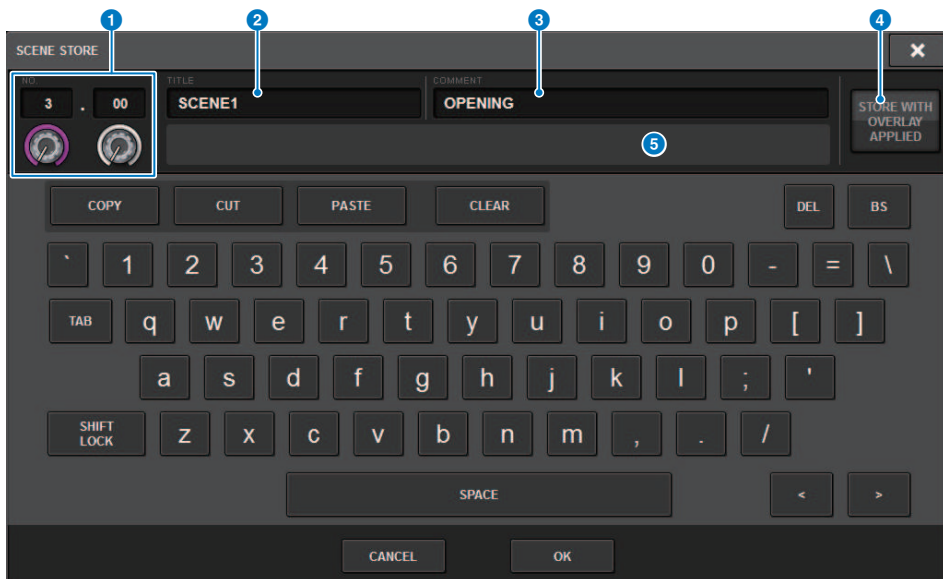 1 2 3 4
SCENE STORE ×
NO. TITLE COMMENT
3 . 00 SCENE1 OPENING STORE WITH OVERLAY APPLIED
5
COPY CUT PASTE CLEAR DEL BS
` 1 2 3 4 5 6 7 8 9 0 - = \
TAB q w e r t y u i o p [ ]
a s d f g h j k l ; '
SHIFT LOCK z x c v b n m , . /
SPACE < >
CANCEL OK